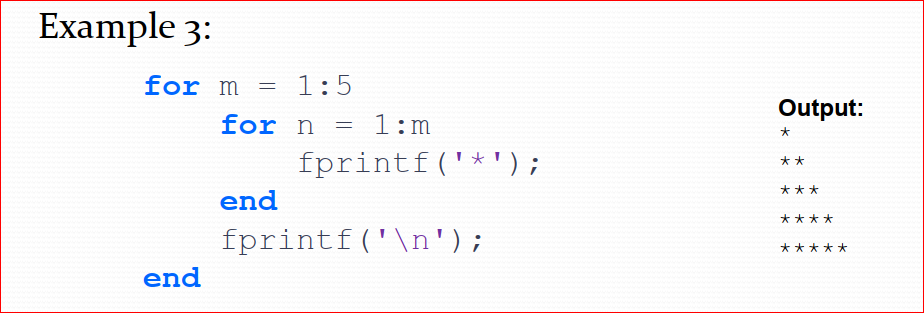 Example 3:
for m = 1:5
    for n = 1:m
        fprintf('*');
    end
    fprintf('\n');
end
Output:
*
**
***
****
*****